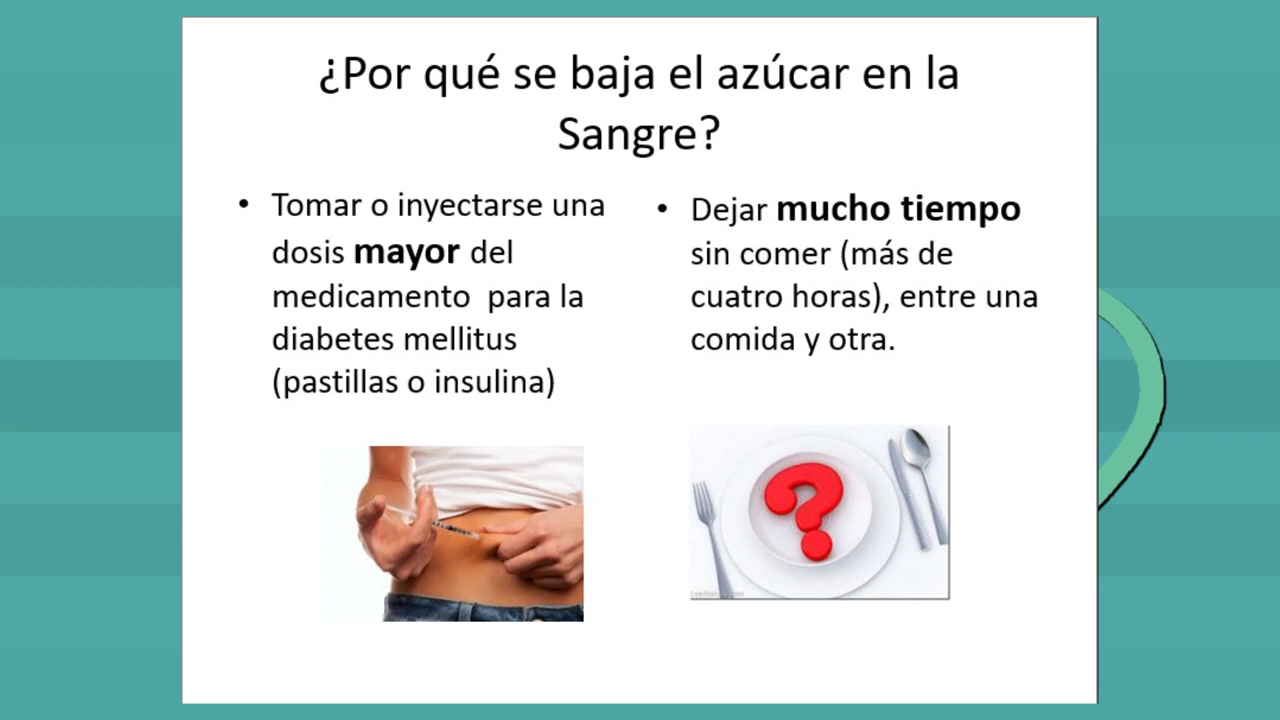 ¿Por qué se baja el azúcar en la
Sangre?
• Tomar o inyectarse una
dosis mayor del
medicamento para la
diabetes mellitus
(pastillas o insulina)
• Dejar mucho tiempo
sin comer (más de
cuatro horas), entre una
comida y otra.